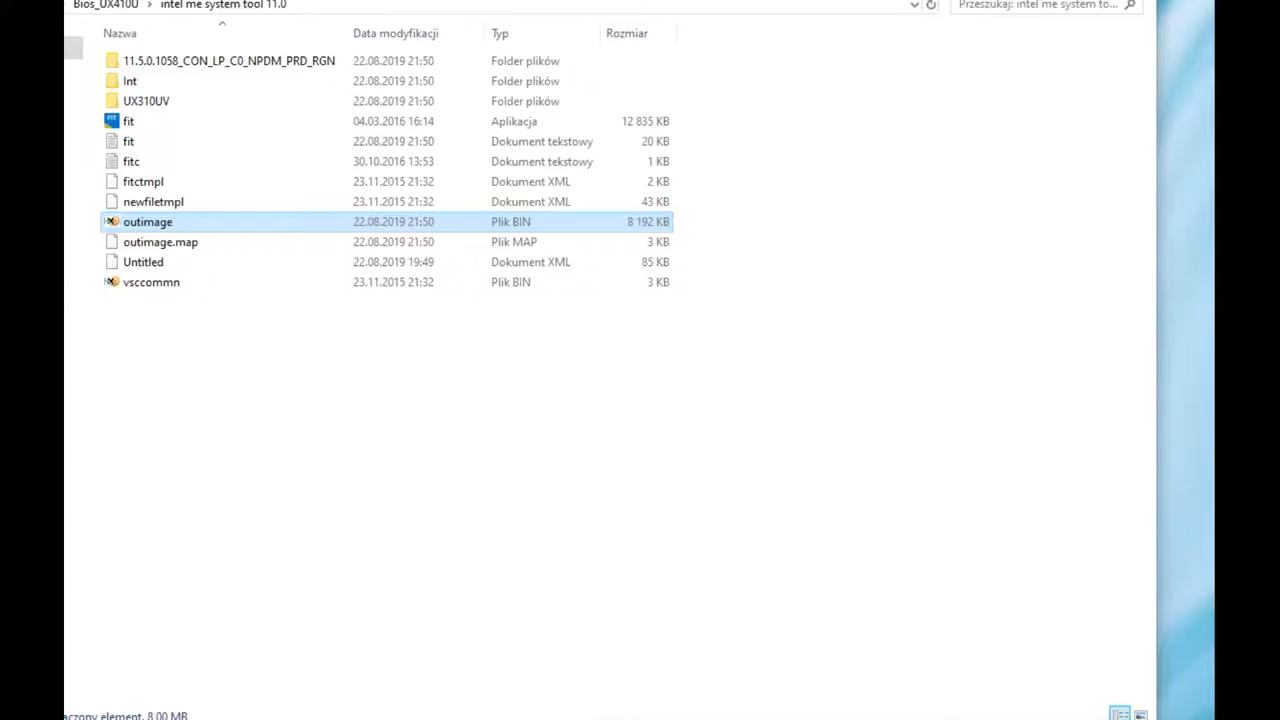 Bios_UX410U > intel me system tool 11.0 Przeszukaj: intel me system to...
Nazwa Data modyfikacji Typ Rozmiar
11.5.0.1058_CON_LP_C0_NPDM_PRD_RGN 22.08.2019 21:50 Folder plików
Int 22.08.2019 21:50 Folder plików
UX310UV 22.08.2019 21:50 Folder plików
fit 04.03.2016 16:14 Aplikacja 12 835 KB
fit 22.08.2019 21:50 Dokument tekstowy 20 KB
fitc 30.10.2016 13:53 Dokument tekstowy 1 KB
fitctmpl 23.11.2015 21:32 Dokument XML 2 KB
newfiletmpl 23.11.2015 21:32 Dokument XML 43 KB
outimage 22.08.2019 21:50 Plik BIN 8 192 KB
outimage.map 22.08.2019 21:50 Plik MAP 3 KB
Untitled 22.08.2019 19:49 Dokument XML 85 KB
vsccommn 23.11.2015 21:32 Plik BIN 3 KB
aczony element. 8,00 MB